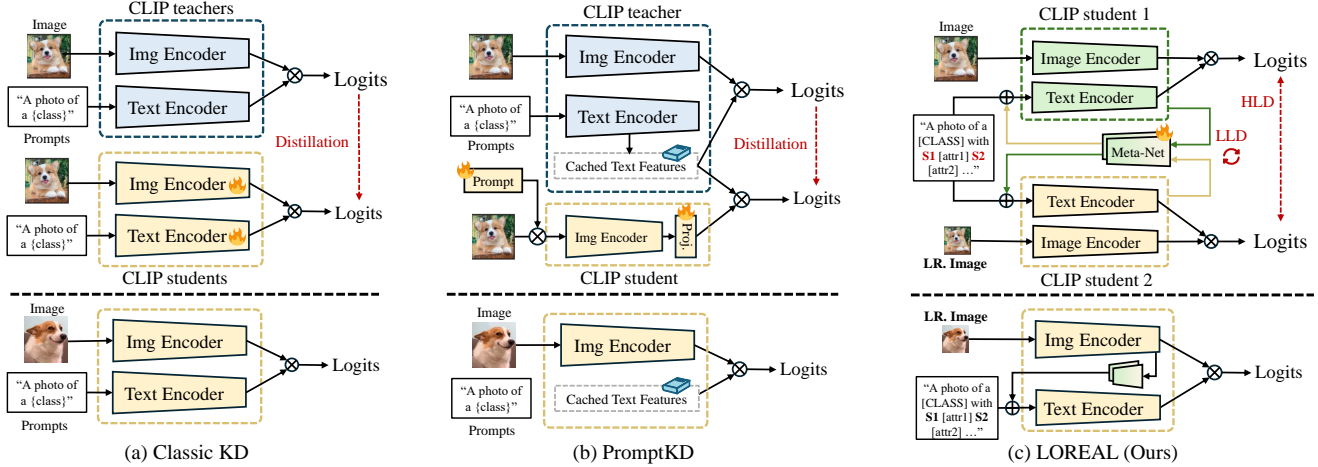 CLIP teachers
Image
Img Encoder
Text Encoder
Logits
"A photo of
a {class}"
Prompts
Distillation
Img Encoder
Text Encoder
Logits
"A photo of
a {class}"
CLIP students
Image
Img Encoder
Text Encoder
Logits
"A photo of
a {class}"
Prompts
(a) Classic KD
CLIP teacher
Image
Img Encoder
Text Encoder
Logits
"A photo of
a {class}"
Prompts
Cached Text Features
Distillation
Prompt
Img Encoder
Proj.
Logits
CLIP student
Image
Img Encoder
Logits
"A photo of
a {class}"
Cached Text Features
Prompts
(b) PromptKD
CLIP student 1
Image
Image Encoder
Text Encoder
Logits
HLD
LLD
"A photo of a
[CLASS] with
S1 [attr1] S2
[attr2] …"
Meta-Net
Text Encoder
Image Encoder
Logits
LR. Image
CLIP student 2
LR. Image
Img Encoder
Logits
"A photo of a
[CLASS] with
S1 [attr1] S2
[attr2] …"
Text Encoder
(c) LOREAL (Ours)